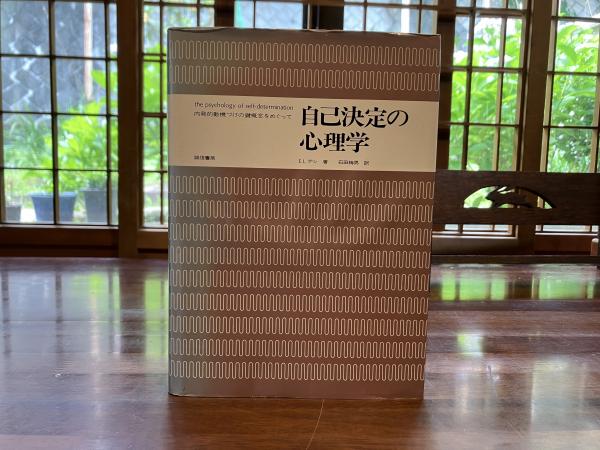 the psychology of self-determination
内発的動機づけの鍵概念をめぐって
自己決定の
心理学
誠信書房
E.L.デシ 著 石田梅男 訳